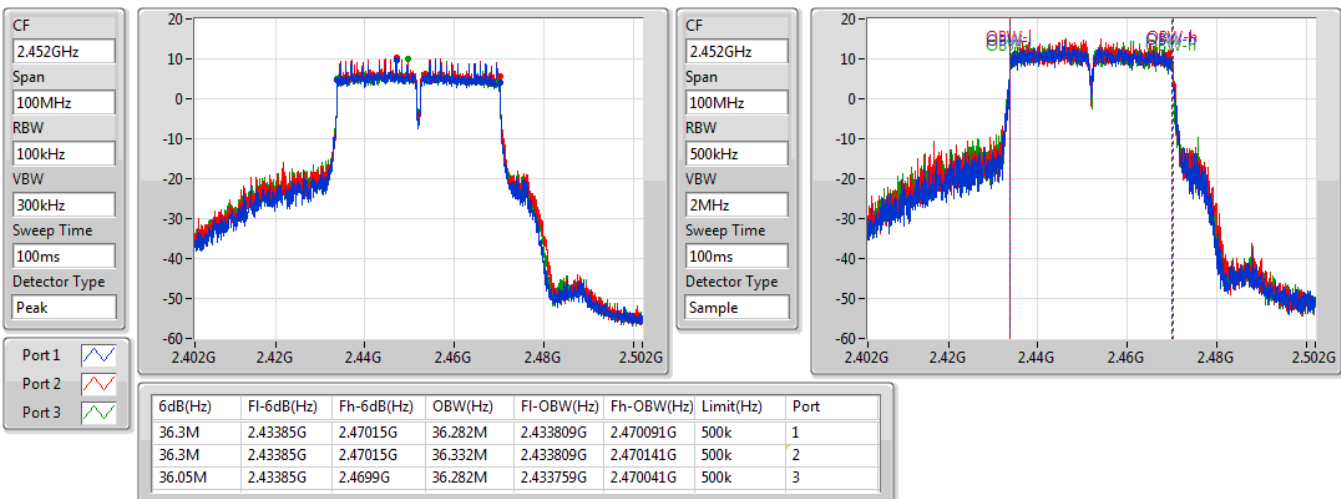 CF
2.452GHz
Span
100MHz
RBW
100kHz
VBW
300kHz
Sweep Time
100ms
Detector Type
Peak
20
10
0
-10
-20
-30
-40
-50
-60
2.402G 2.42G 2.44G 2.46G 2.48G 2.502G
CF
2.452GHz
Span
100MHz
RBW
500kHz
VBW
2MHz
Sweep Time
100ms
Detector Type
Sample
20
10
0
-10
-20
-30
-40
-50
-60
OBW-l OBW-h
2.402G 2.42G 2.44G 2.46G 2.48G 2.502G
Port 1
Port 2
Port 3
6dB(Hz) Fl-6dB(Hz) Fh-6dB(Hz) OBW(Hz) Fl-OBW(Hz) Fh-OBW(Hz) Limit(Hz) Port
36.3M 2.43385G 2.47015G 36.282M 2.433809G 2.470091G 500k 1
36.3M 2.43385G 2.47015G 36.332M 2.433809G 2.470141G 500k 2
36.05M 2.43385G 2.4699G 36.282M 2.433759G 2.470041G 500k 3